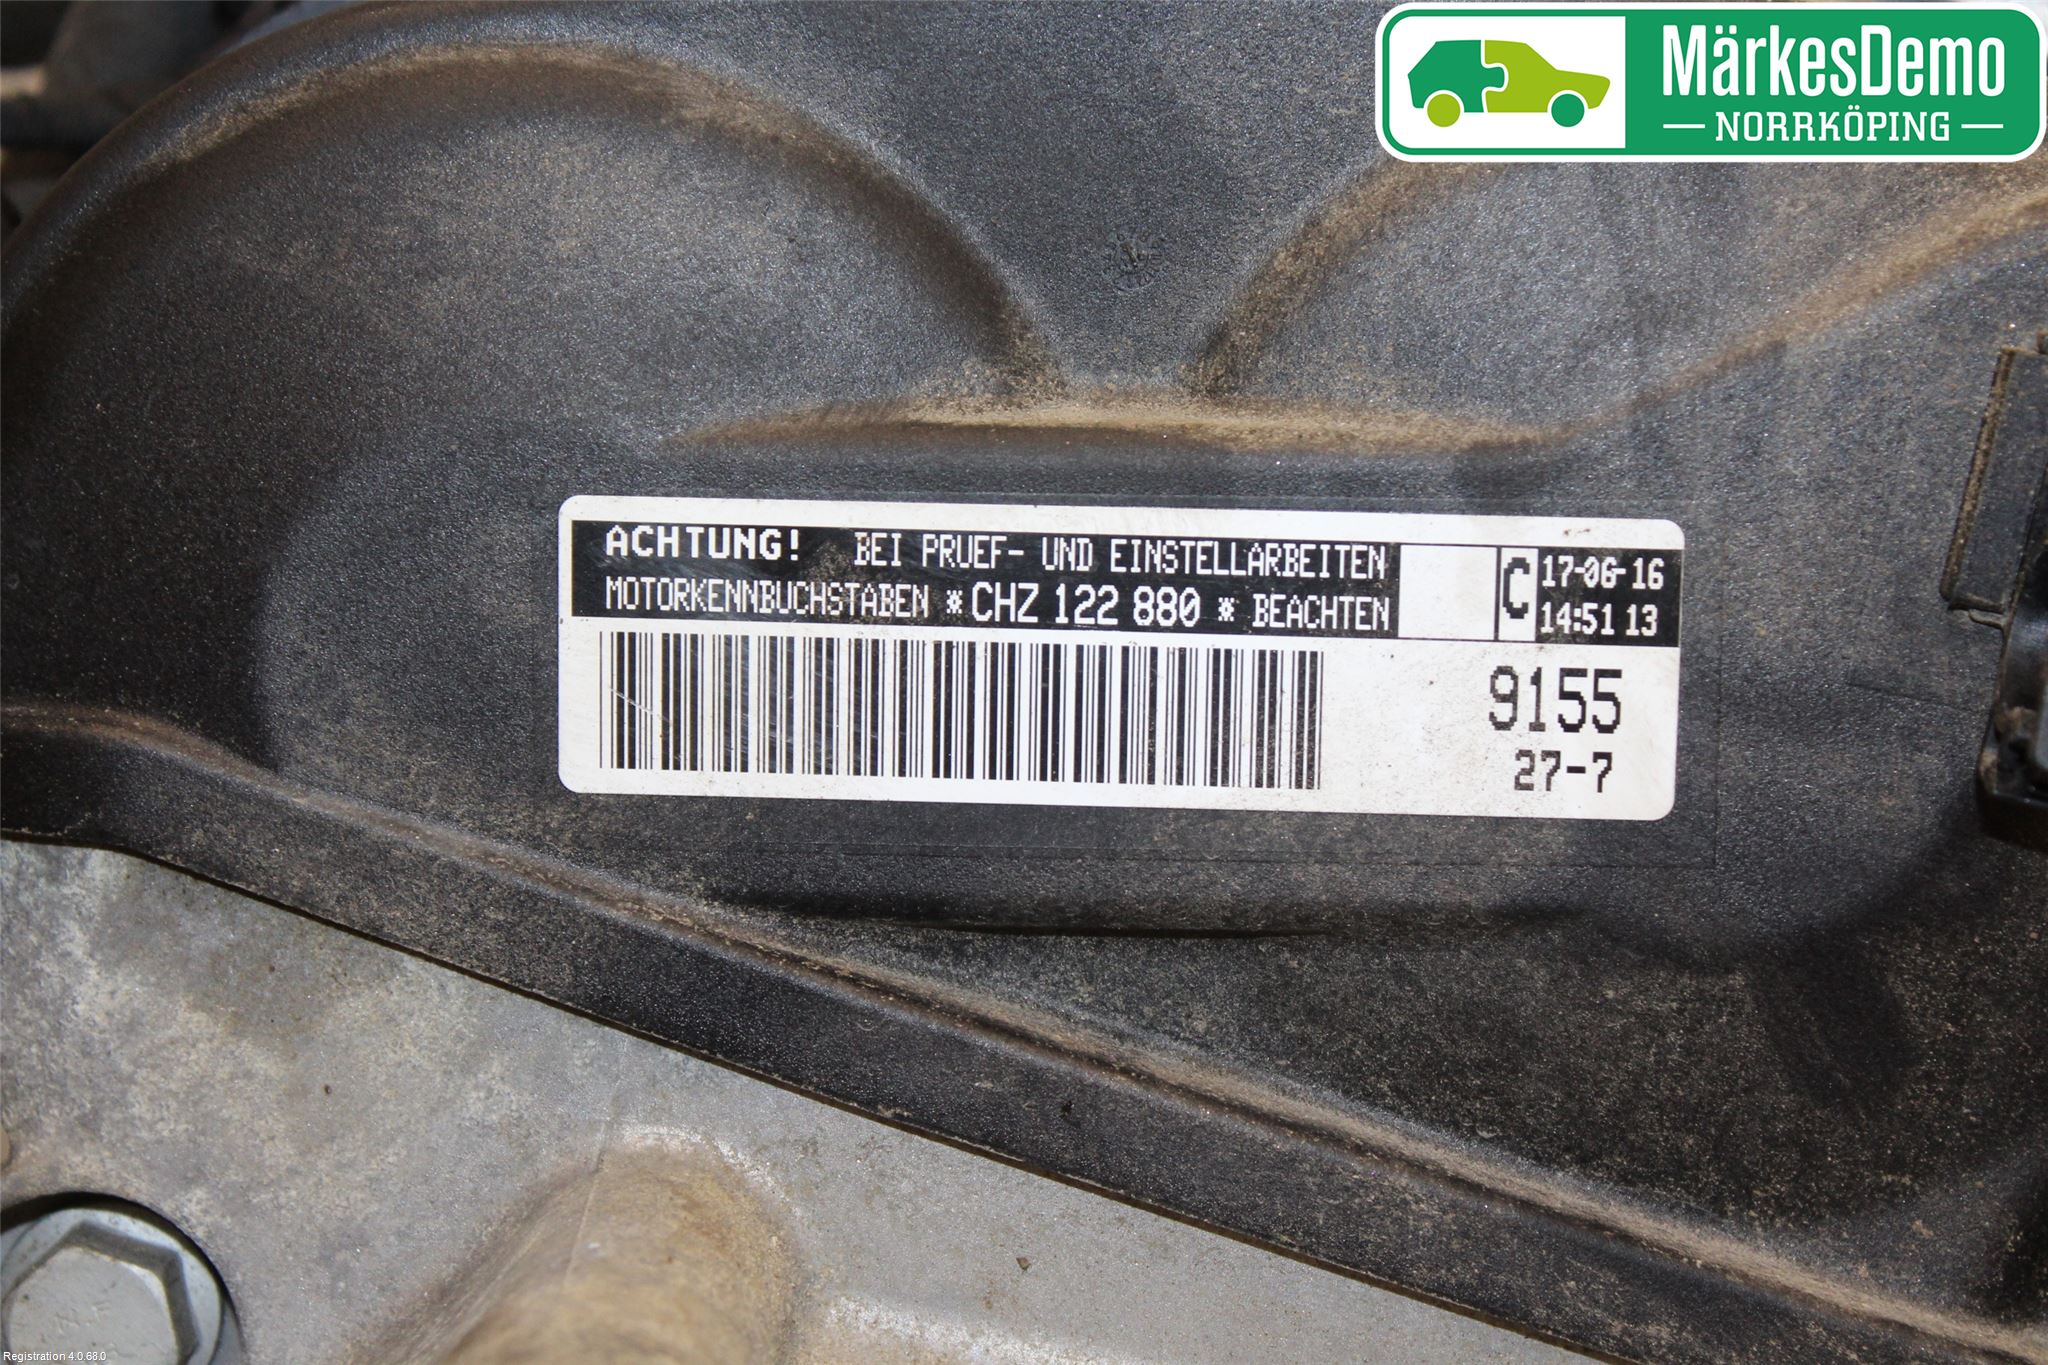 MärkesDemo
NORRKÖPING
ACHTUNG! BEI PRUEF- UND EINSTELLARBEITEN
MOTORKENNBUCHSTABEN *CHZ 122 880 * BEACHTEN
C
17-06-16
14:51 13
9155
27-7
Registration 4.0.68.0